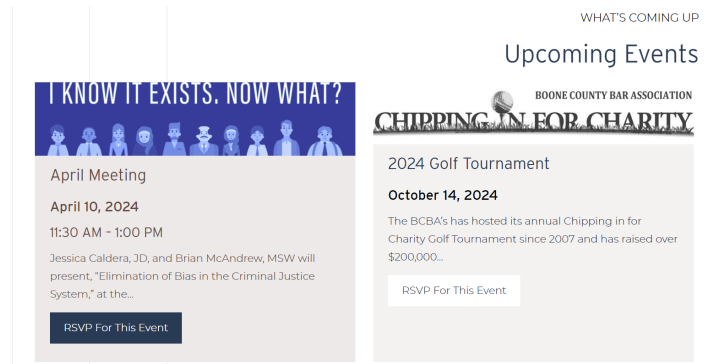 WHAT'S COMING UP
Upcoming Events
I KNOW IT EXISTS. NOW WHAT?
April Meeting
April 10, 2024
11:30 AM – 1:00 PM
Jessica Caldera, JD, and Brian McAndrew, MSW will
present, “Elimination of Bias in the Criminal Justice
System,” at the...
RSVP For This Event
BOONE COUNTY BAR ASSOCIATION
CHIPPING IN FOR CHARITY
2024 Golf Tournament
October 14, 2024
The BCBA’s has hosted its annual Chipping in for
Charity Golf Tournament since 2007 and has raised over
$200,000...
RSVP For This Event